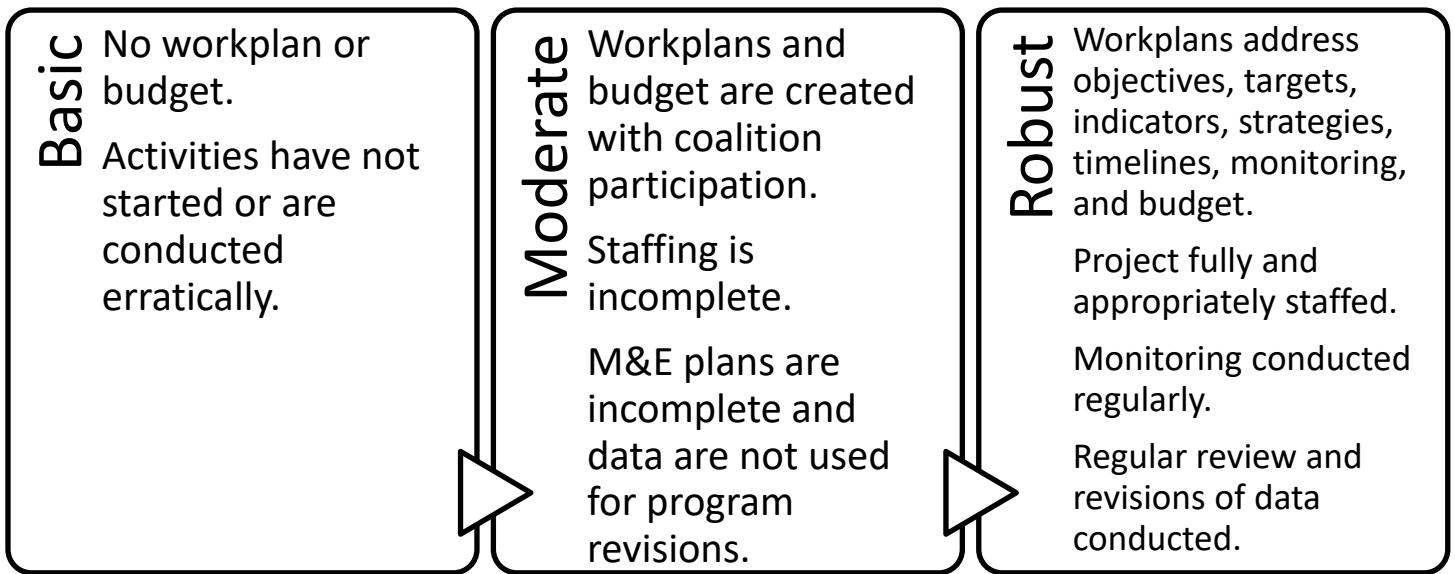 Basic
No workplan or
budget.
Activities have not
started or are
conducted
erratically.
Moderate
Workplans and
budget are created
with coalition
participation.
Staffing is
incomplete.
M&E plans are
incomplete and
data are not used
for program
revisions.
Robust
Workplans address
objectives, targets,
indicators, strategies,
timelines, monitoring,
and budget.
Project fully and
appropriately staffed.
Monitoring conducted
regularly.
Regular review and
revisions of data
conducted.